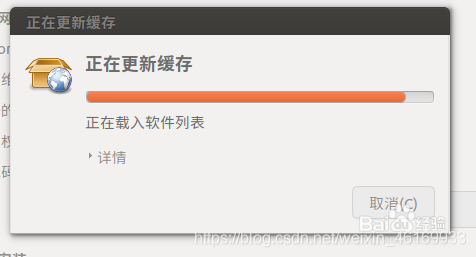 正在更新缓存
正在更新缓存
正在载入软件列表
详情
取消(C)
Baidu 经验
https://blog.csdn.net/weixin_46169933